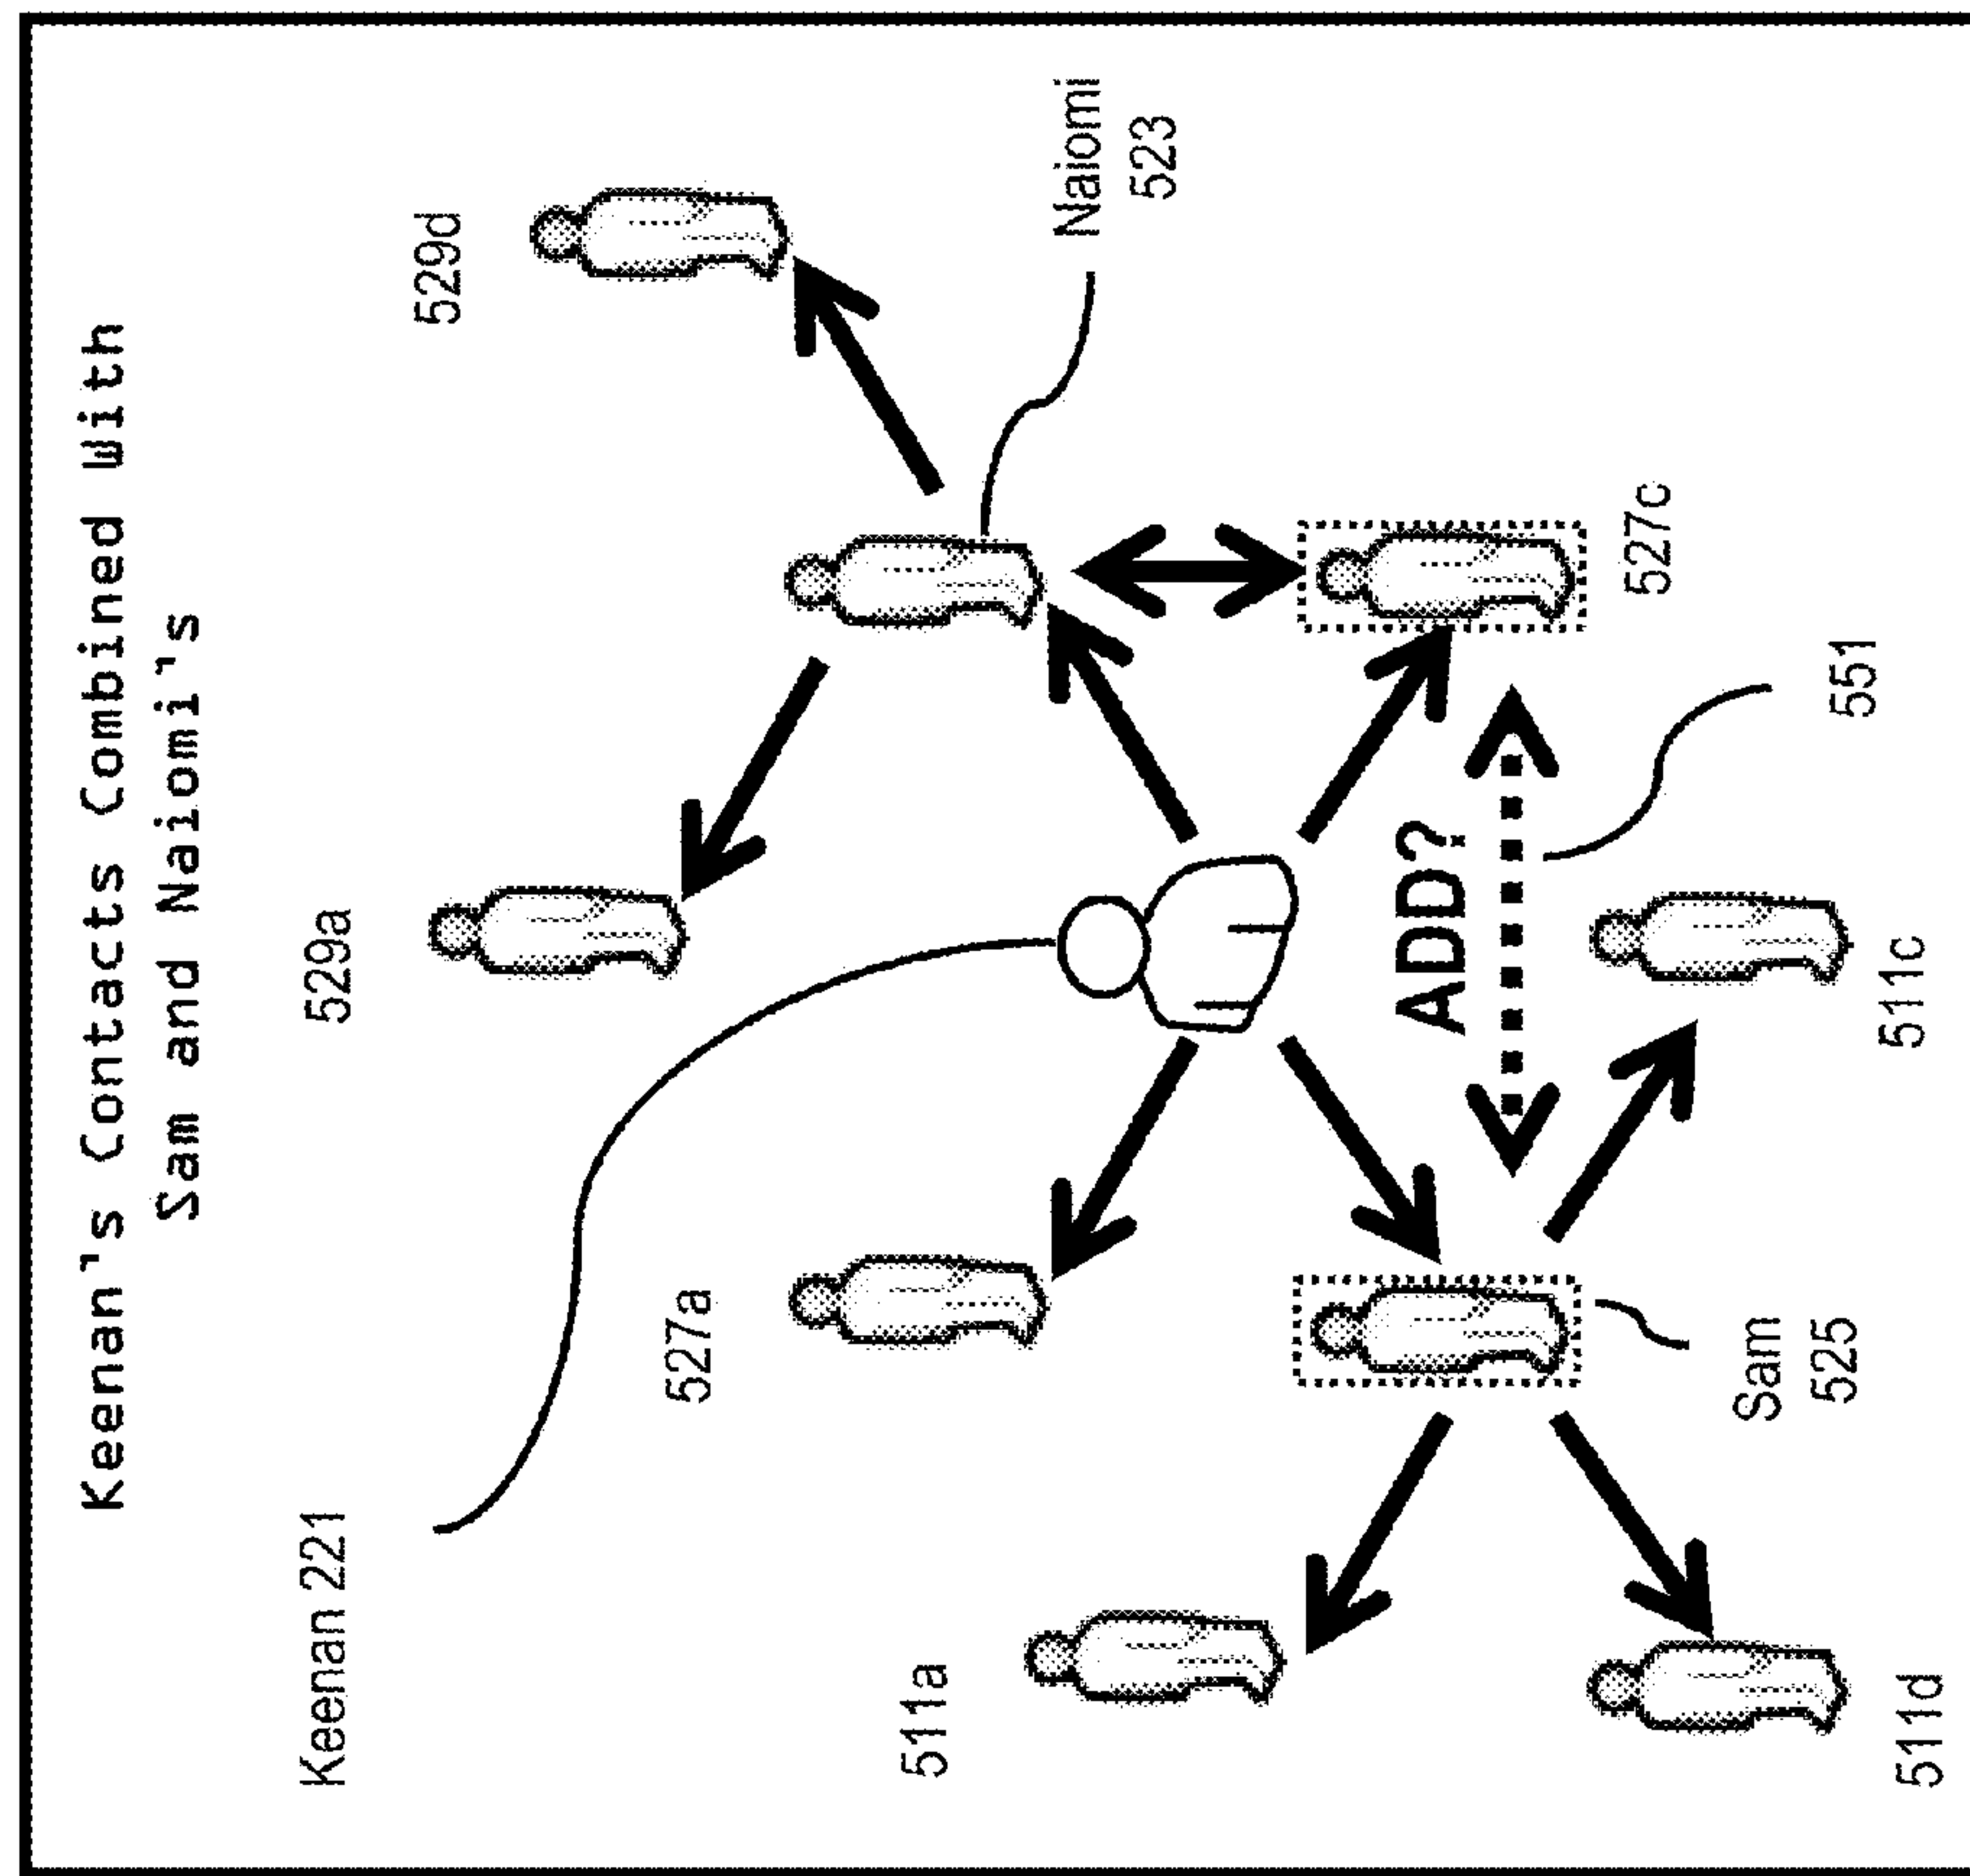 Keenan's Contacts Combined With
Sam and Naiomi's
Keenan 221
529a
529d
527a
511a
Naiomi
523
ADD?
527c
Sam
525
551
511c
511d